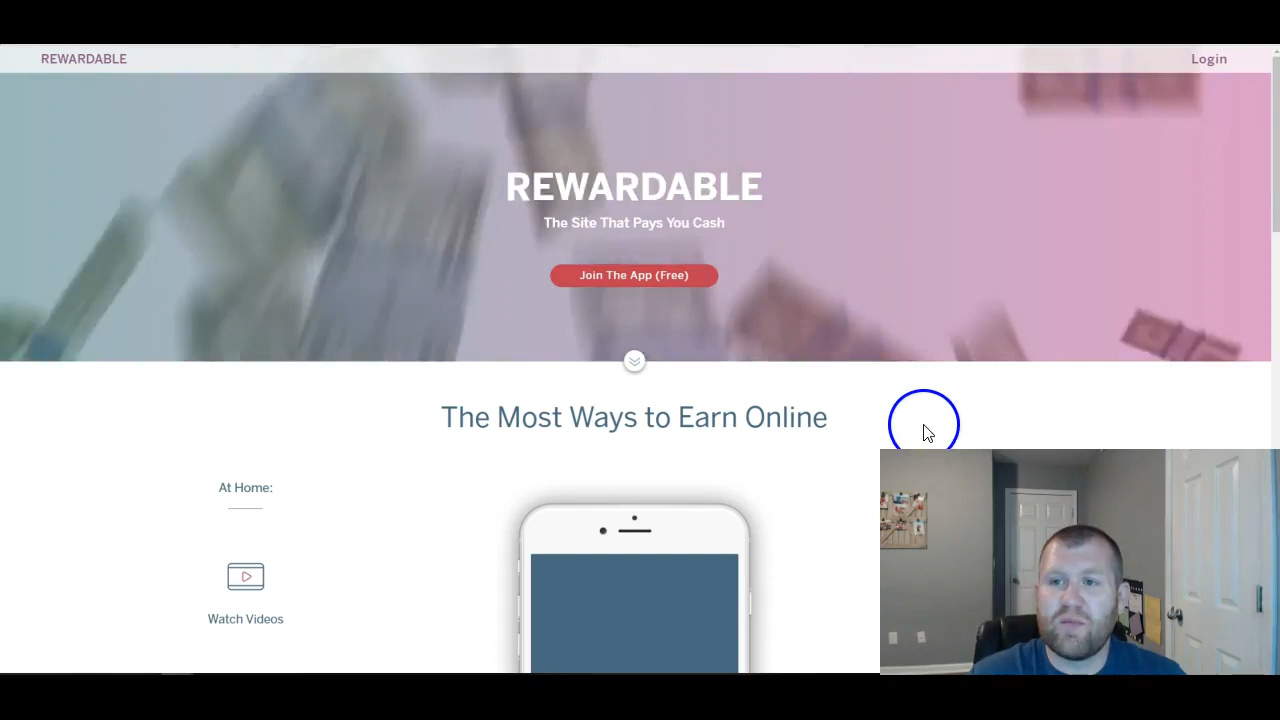 REWARDABLE
Login
REWARDABLE
The Site That Pays You Cash
Join The App (Free)
The Most Ways to Earn Online
At Home:
Watch Videos